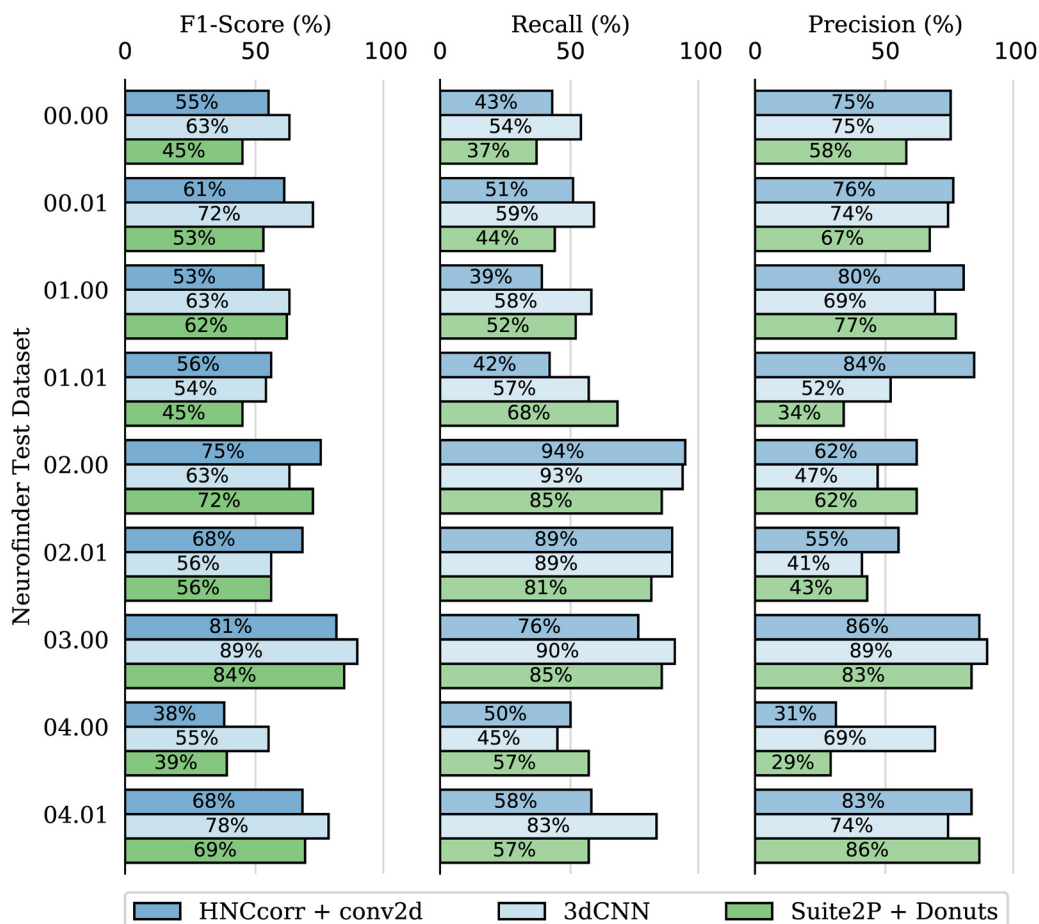 F1-Score (%) Recall (%) Precision (%)
0 50 100 0 50 100 0 50 100
Neurofinder Test Dataset
00.00 55% 43% 75%
63% 54% 75%
45% 37% 58%
00.01 61% 51% 76%
72% 59% 74%
53% 44% 67%
01.00 53% 39% 80%
63% 58% 69%
62% 52% 77%
01.01 56% 42% 84%
54% 57% 52%
45% 68% 34%
02.00 75% 94% 62%
63% 93% 47%
72% 85% 62%
02.01 68% 89% 55%
56% 89% 41%
56% 81% 43%
03.00 81% 76% 86%
89% 90% 89%
84% 85% 83%
04.00 38% 50% 31%
55% 45% 69%
39% 57% 29%
04.01 68% 58% 83%
78% 83% 74%
69% 57% 86%
HNCcorr + conv2d 3dCNN Suite2P + Donuts